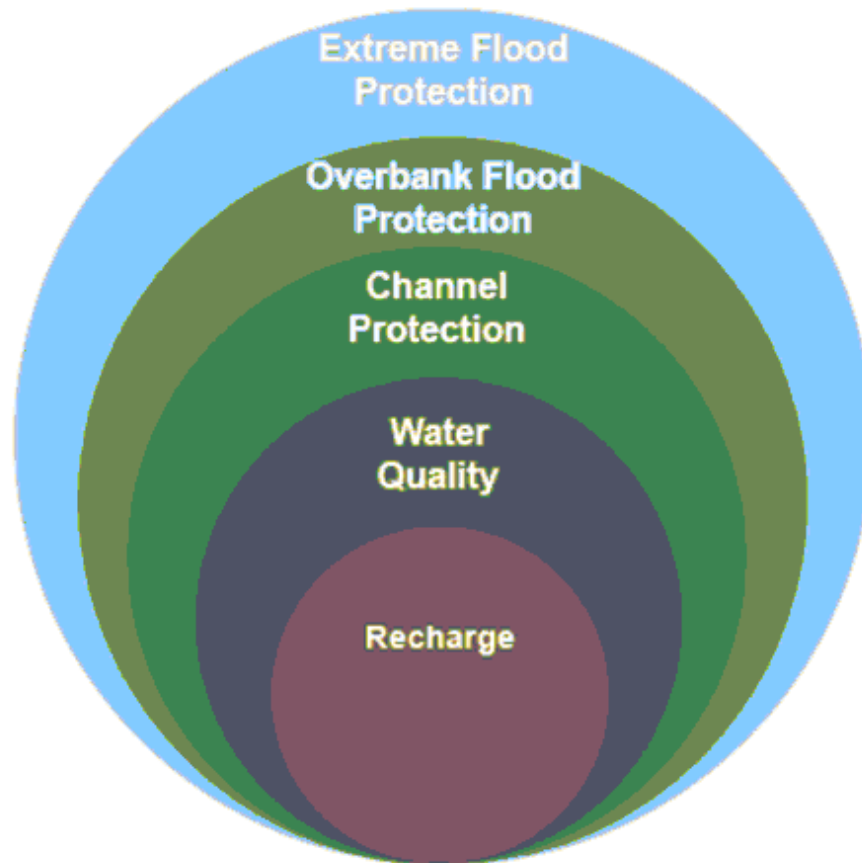 Extreme Flood
Protection
Overbank Flood
Protection
Channel
Protection
Water
Quality
Recharge